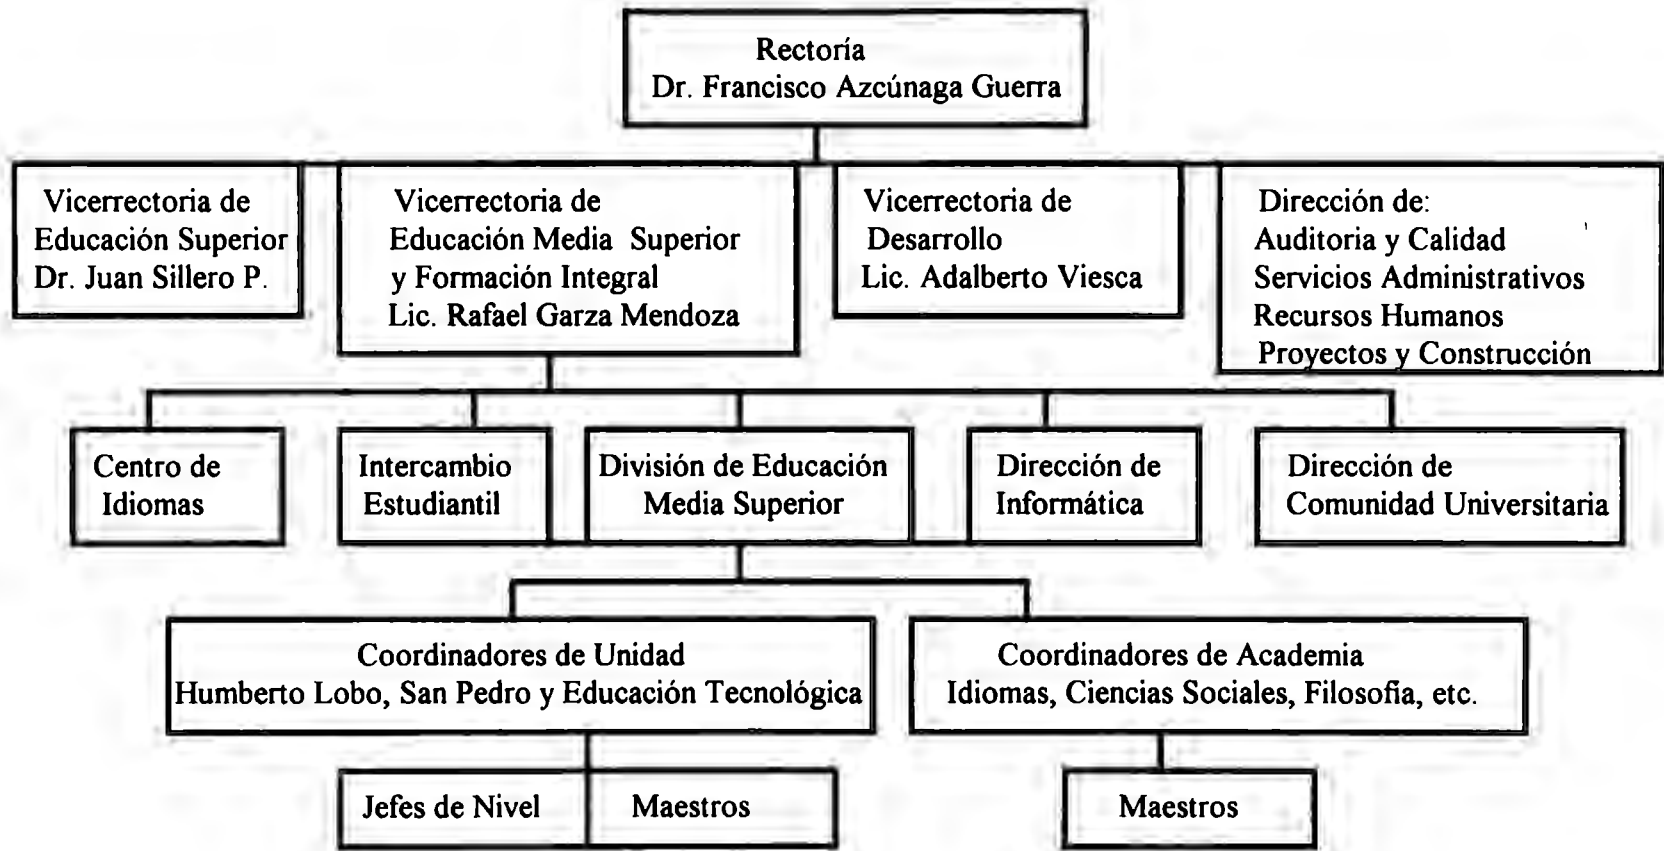 Rectoría
Dr. Francisco Azcúnaga Guerra
Vicerrectoria de
Educación Superior
Dr. Juan Sillero P.
Vicerrectoria de
Educación Media Superior
y Formación Integral
Lic. Rafael Garza Mendoza
Vicerrectoria de
Desarrollo
Lic. Adalberto Viesca
Dirección de:
Auditoria y Calidad
Servicios Administrativos
Recursos Humanos
Proyectos y Construcción
Centro de
Idiomas
Intercambio
Estudiantil
División de Educación
Media Superior
Dirección de
Informática
Dirección de
Comunidad Universitaria
Coordinadores de Unidad
Humberto Lobo, San Pedro y Educación Tecnológica
Coordinadores de Academia
Idiomas, Ciencias Sociales, Filosofía, etc.
Jefes de Nivel
Maestros
Maestros